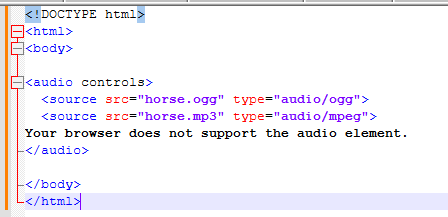 <!DOCTYPE html>
<html>
<body>
<audio controls>
<source src="horse.ogg" type="audio/ogg">
<source src="horse.mp3" type="audio/mpeg">
Your browser does not support the audio element.
</audio>
</body>
</html>